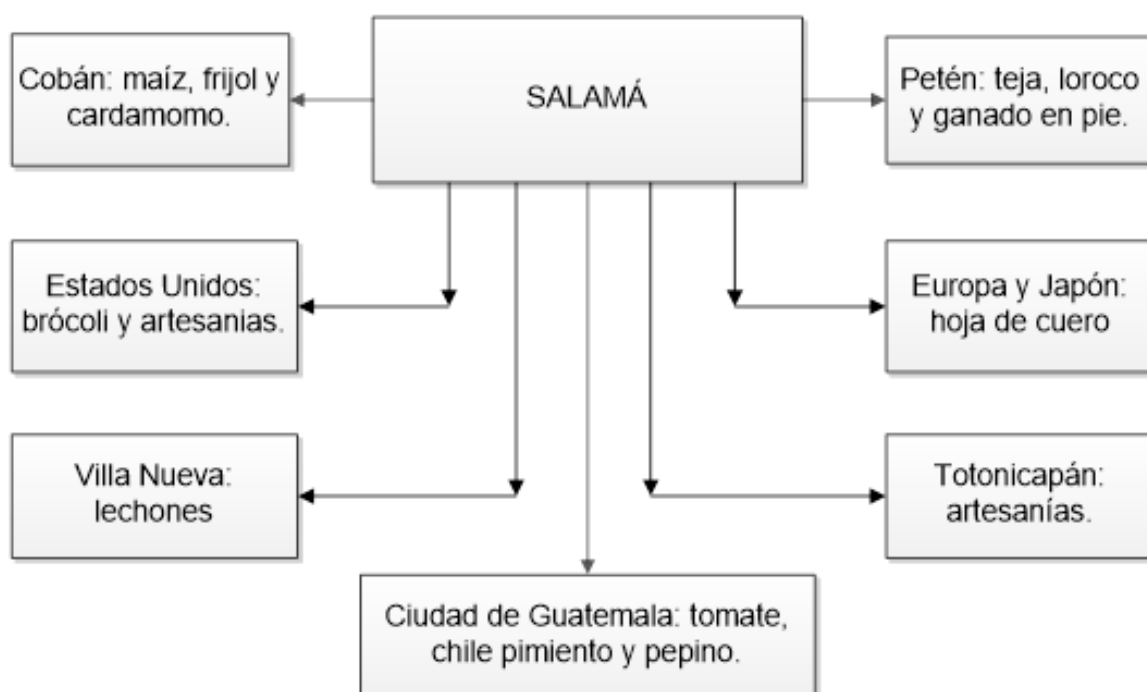 SALAMÁ
Cobán: maíz, frijol y
cardamomo.
Petén: teja, loroco
y ganado en pie.
Estados Unidos:
brócoli y artesanias.
Europa y Japón:
hoja de cuero
Villa Nueva:
lechones
Totonicapán:
artesanías.
Ciudad de Guatemala: tomate,
chile pimiento y pepino.